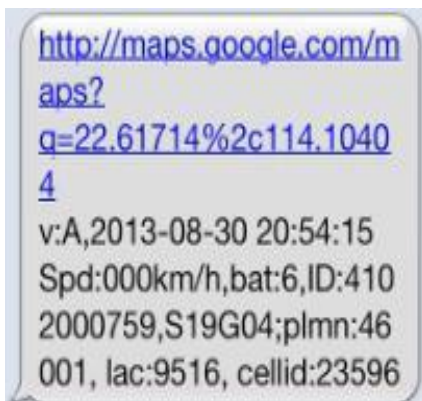 http://maps.google.com/m
aps?
q=22.61714%2c114.1040
4
v:A,2013-08-30 20:54:15
Spd:000km/h,bat:6,ID:410
2000759,S19G04;plmn:46
001, lac:9516, cellid:23596